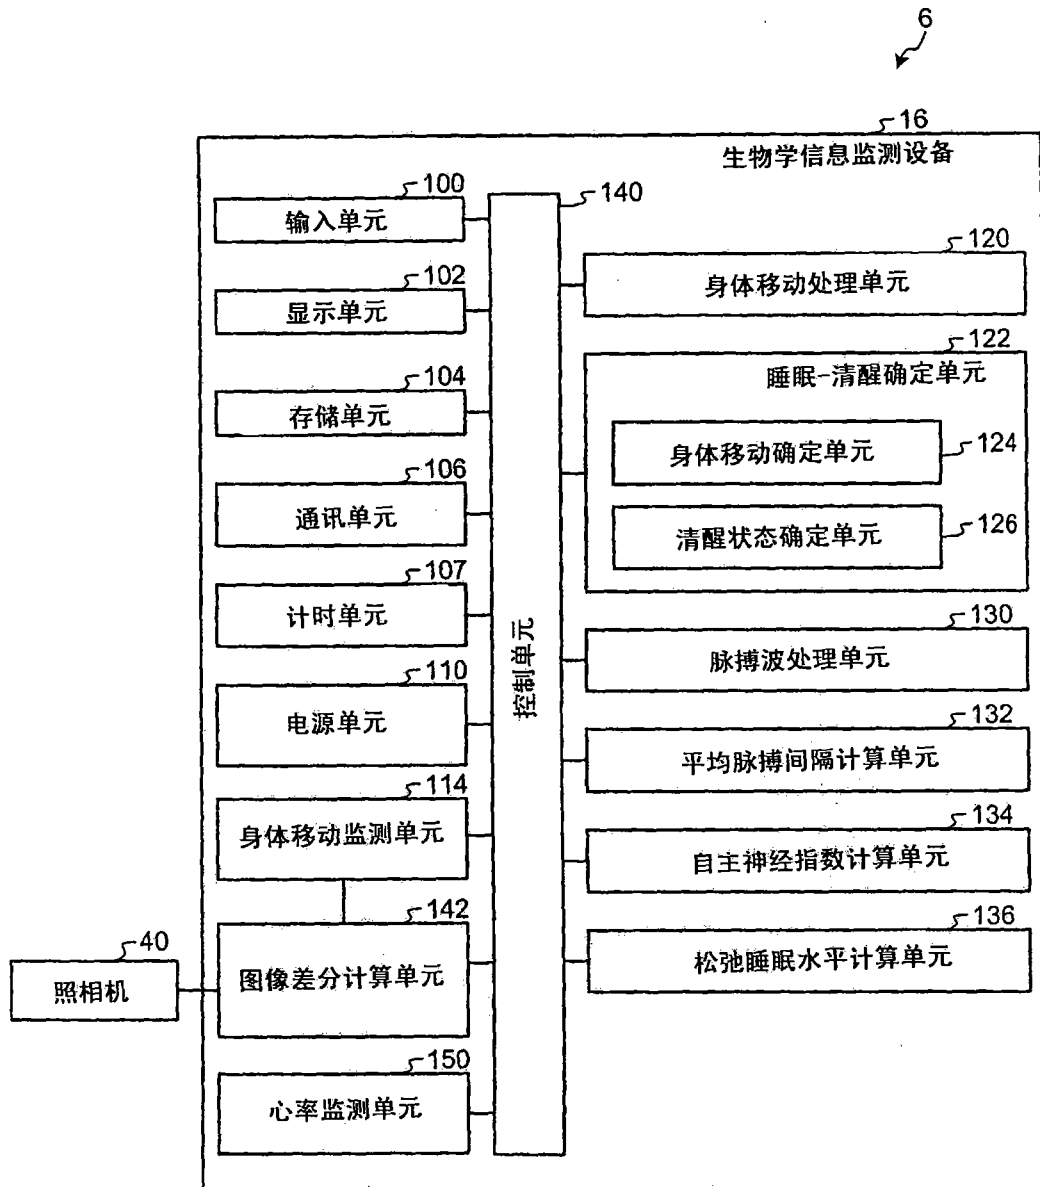 6
16
生物学信息监测设备
100
输入单元
102
显示单元
104
存储单元
106
通讯单元
107
计时单元
110
电源单元
114
身体移动监测单元
142
图像差分计算单元
40
照相机
150
心率监测单元
140
控制单元
120
身体移动处理单元
122
睡眠-清醒确定单元
身体移动确定单元
124
清醒状态确定单元
126
130
脉搏波处理单元
132
平均脉搏间隔计算单元
134
自主神经指数计算单元
136
松弛睡眠水平计算单元